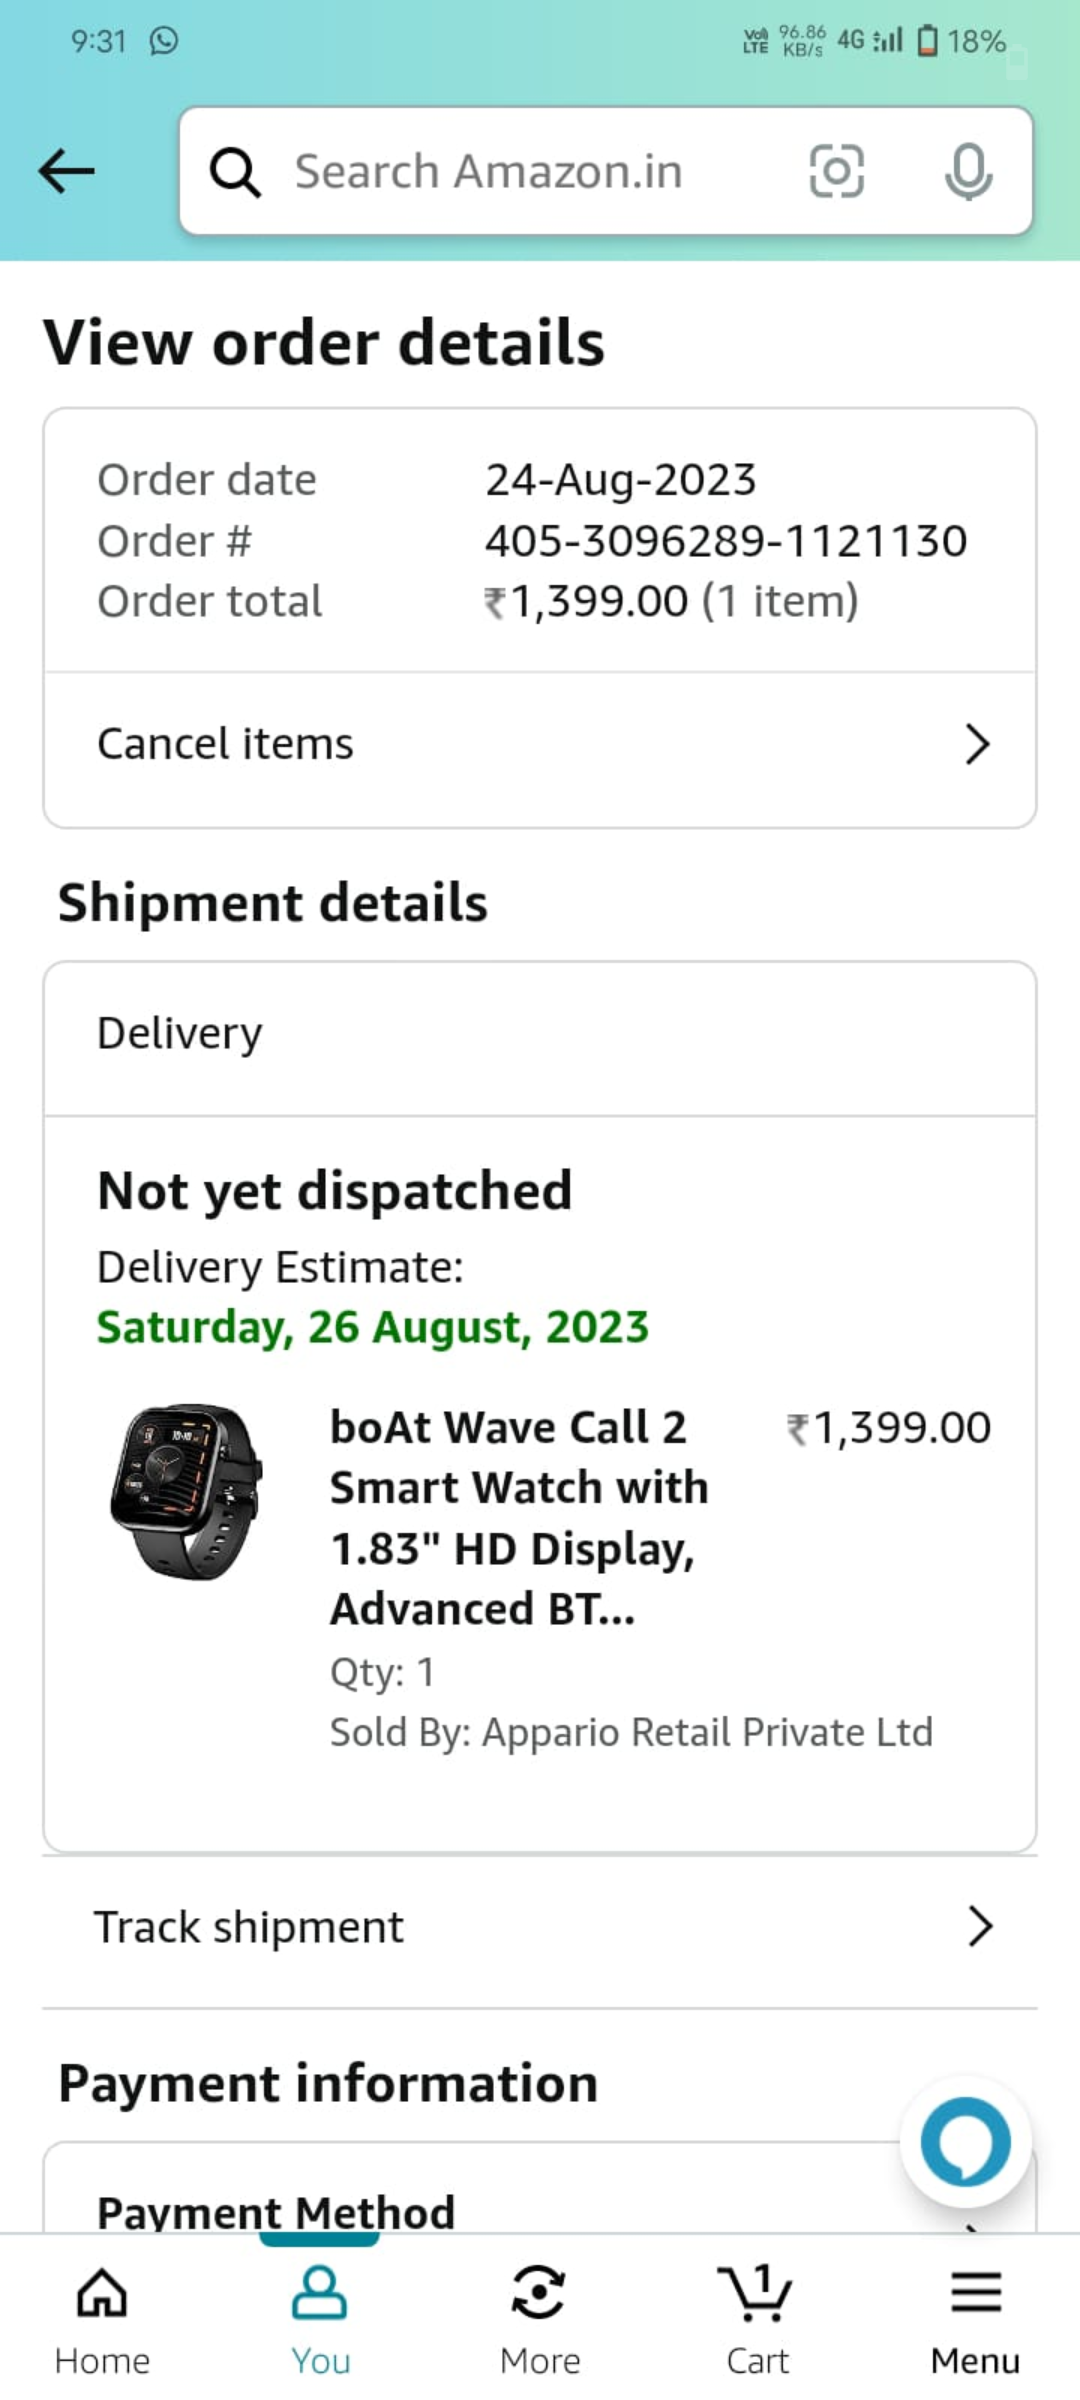 9:31
VoLTE 96.86 KB/s 4G 18%
Search Amazon.in
View order details
Order date 24-Aug-2023
Order # 405-3096289-1121130
Order total ₹1,399.00 (1 item)
Cancel items
Shipment details
Delivery
Not yet dispatched
Delivery Estimate:
Saturday, 26 August, 2023
boAt Wave Call 2 ₹1,399.00
Smart Watch with
1.83" HD Display,
Advanced BT...
Qty: 1
Sold By: Appario Retail Private Ltd
Track shipment
Payment information
Payment Method
1
Home You More Cart Menu